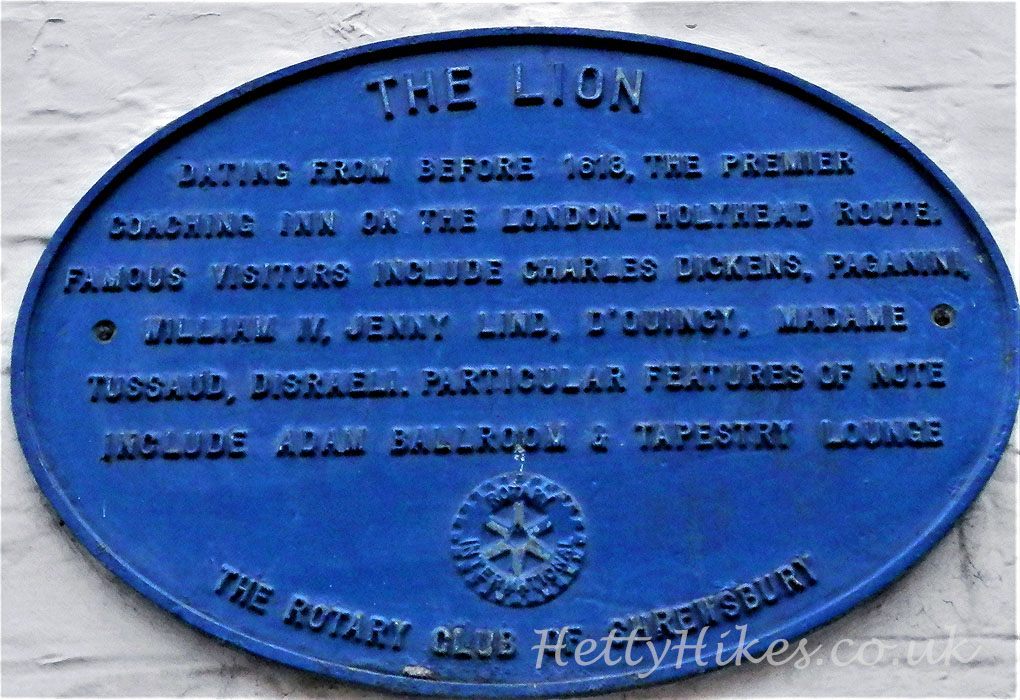 THE LION
DATING FROM BEFORE 1618, THE PREMIER
COACHING INN ON THE LONDON-HOLYHEAD ROUTE.
FAMOUS VISITORS INCLUDE CHARLES DICKENS, PAGANINI,
WILLIAM IV, JENNY LIND, D'QUINCY, MADAME
TUSSAUD, DISRAELI. PARTICULAR FEATURES OF NOTE
INCLUDE ADAM BALLROOM & TAPESTRY LOUNGE
ROTARY
INTERNATIONAL
THE ROTARY CLUB OF SHREWSBURY
HettyHikes.co.uk